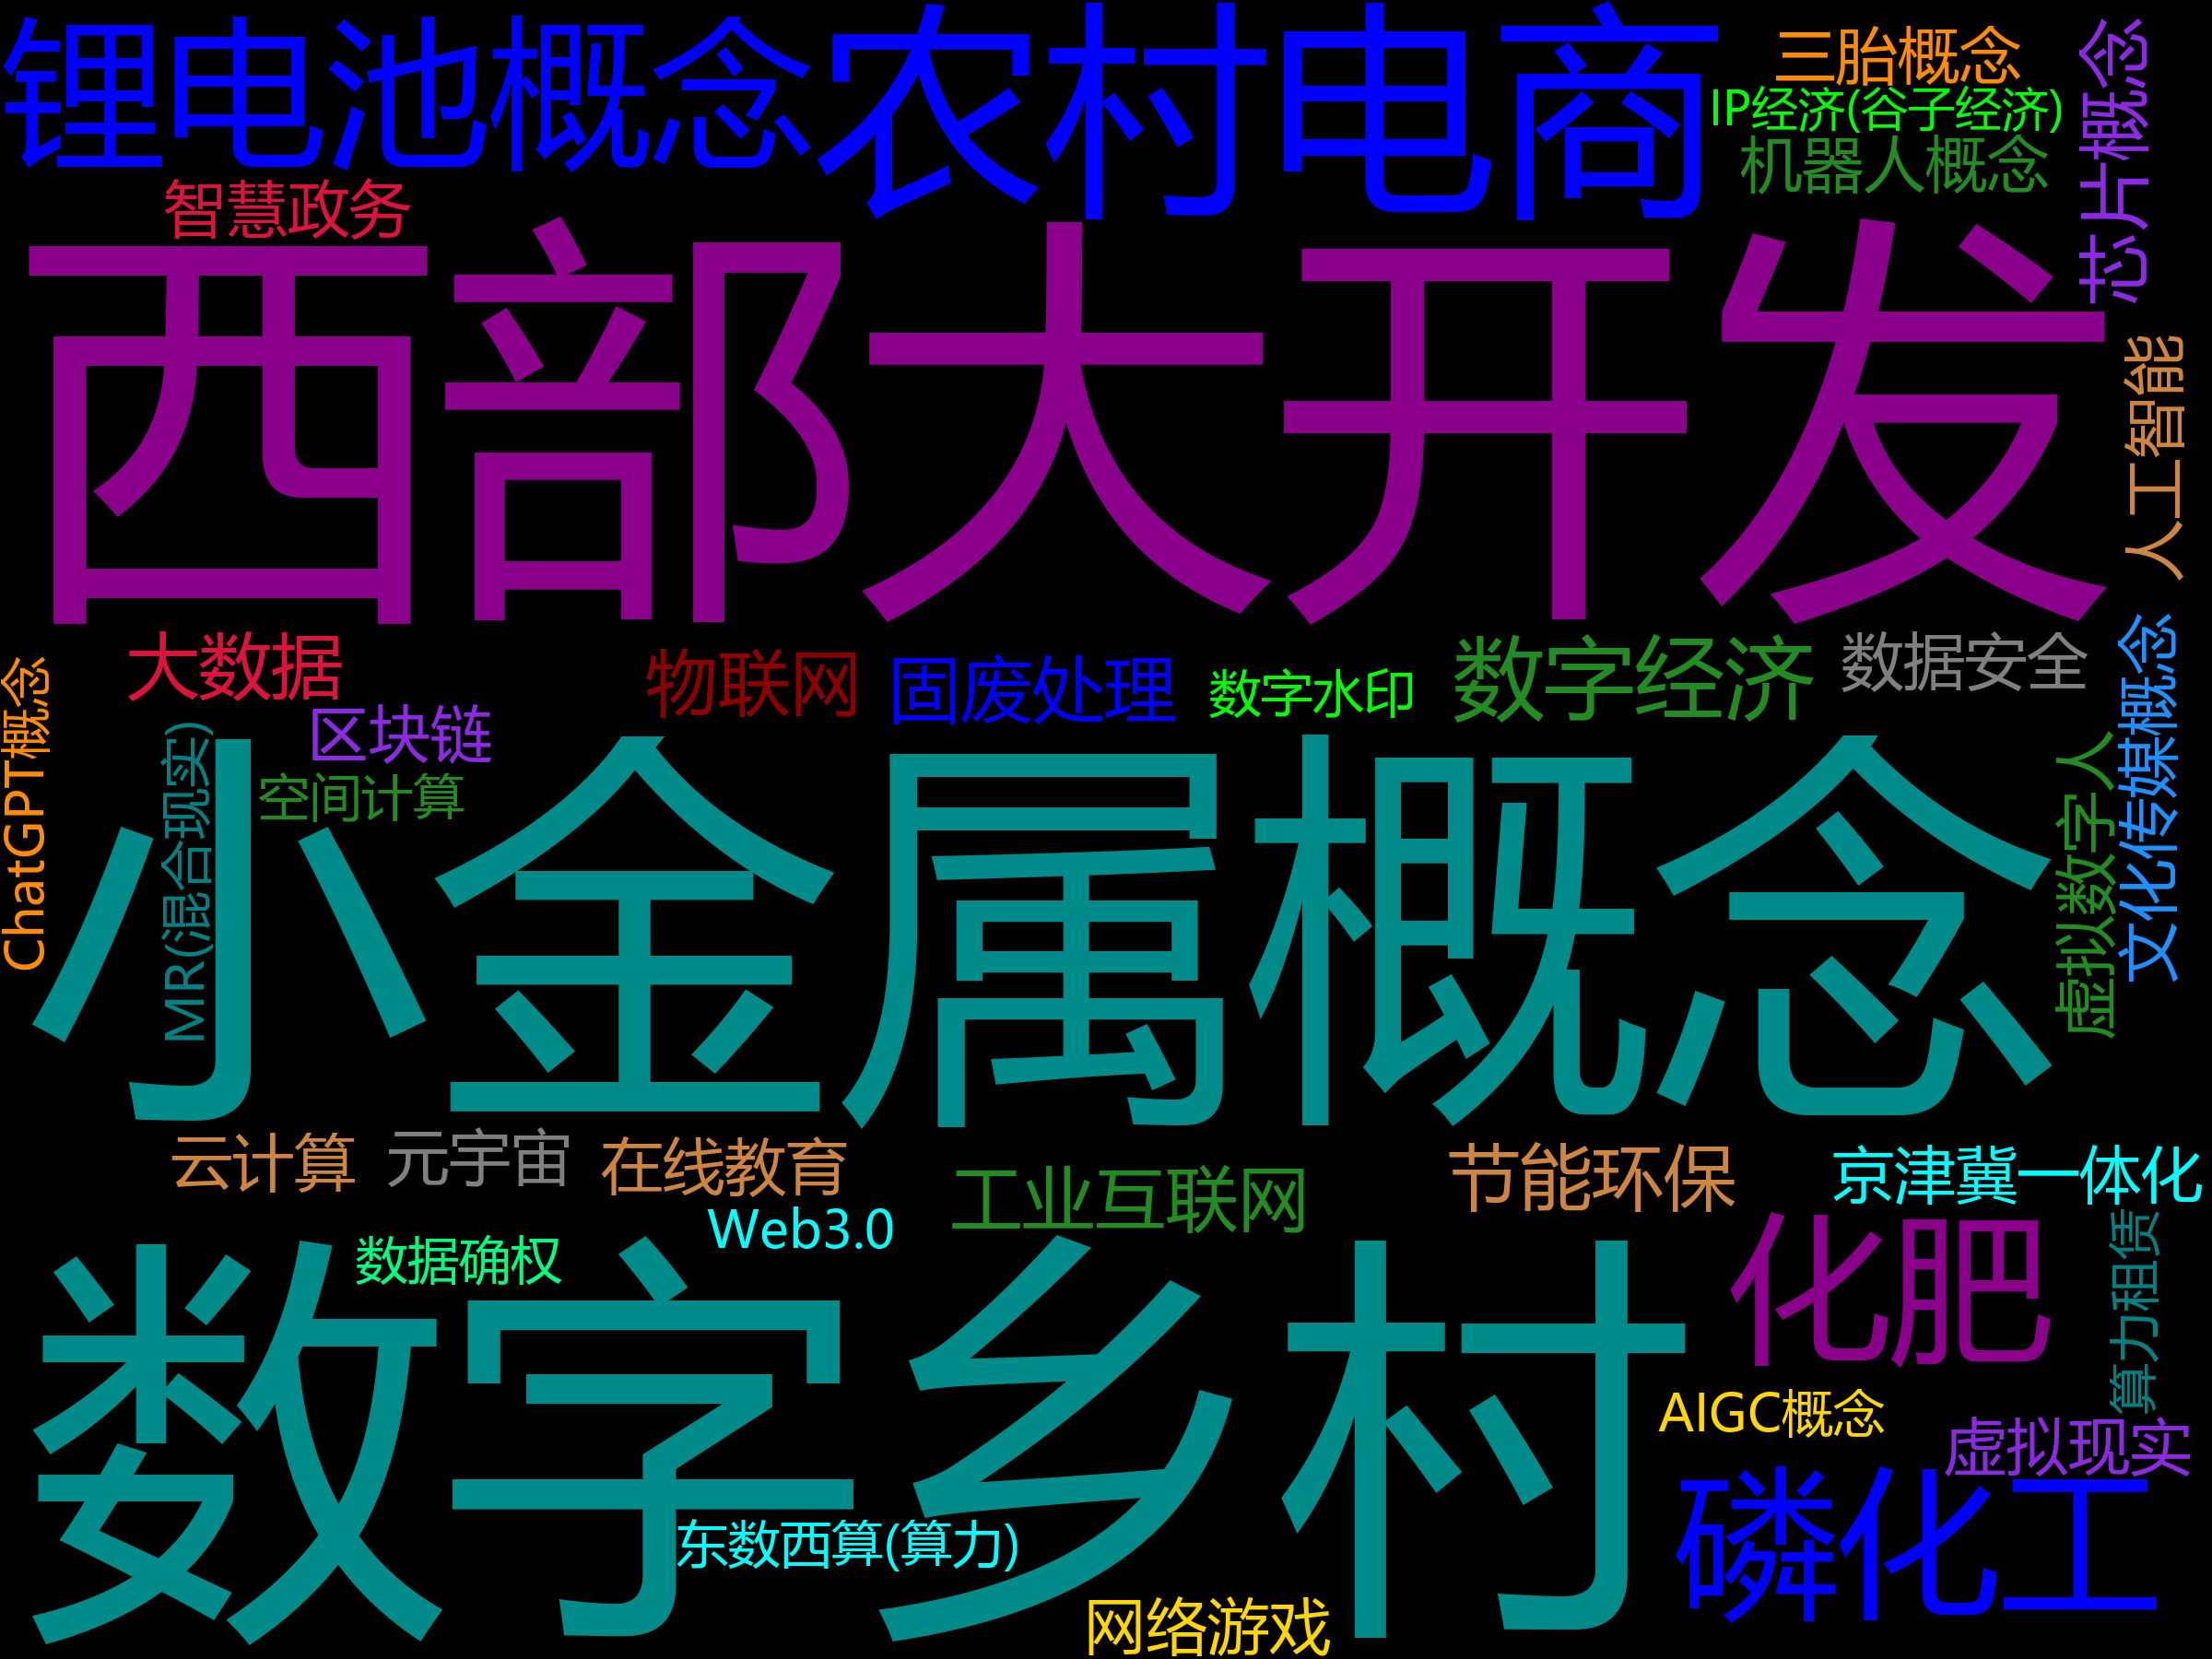 锂电池概念
农村电商
三胎概念
IP经济(谷子经济)
机器人概念
芯片概念
智慧政务
西部大开发
人工智能
大数据
物联网
固废处理
数字水印
数字经济
数据安全
区块链
空间计算
ChatGPT概念
MR(混合现实)
小金属概念
虚拟数字人
文化传媒概念
云计算
元宇宙
在线教育
工业互联网
节能环保
京津冀一体化
Web3.0
数据确权
数字乡村
化肥
算力租赁
AIGC概念
虚拟现实
磷化工
东数西算(算力)
网络游戏